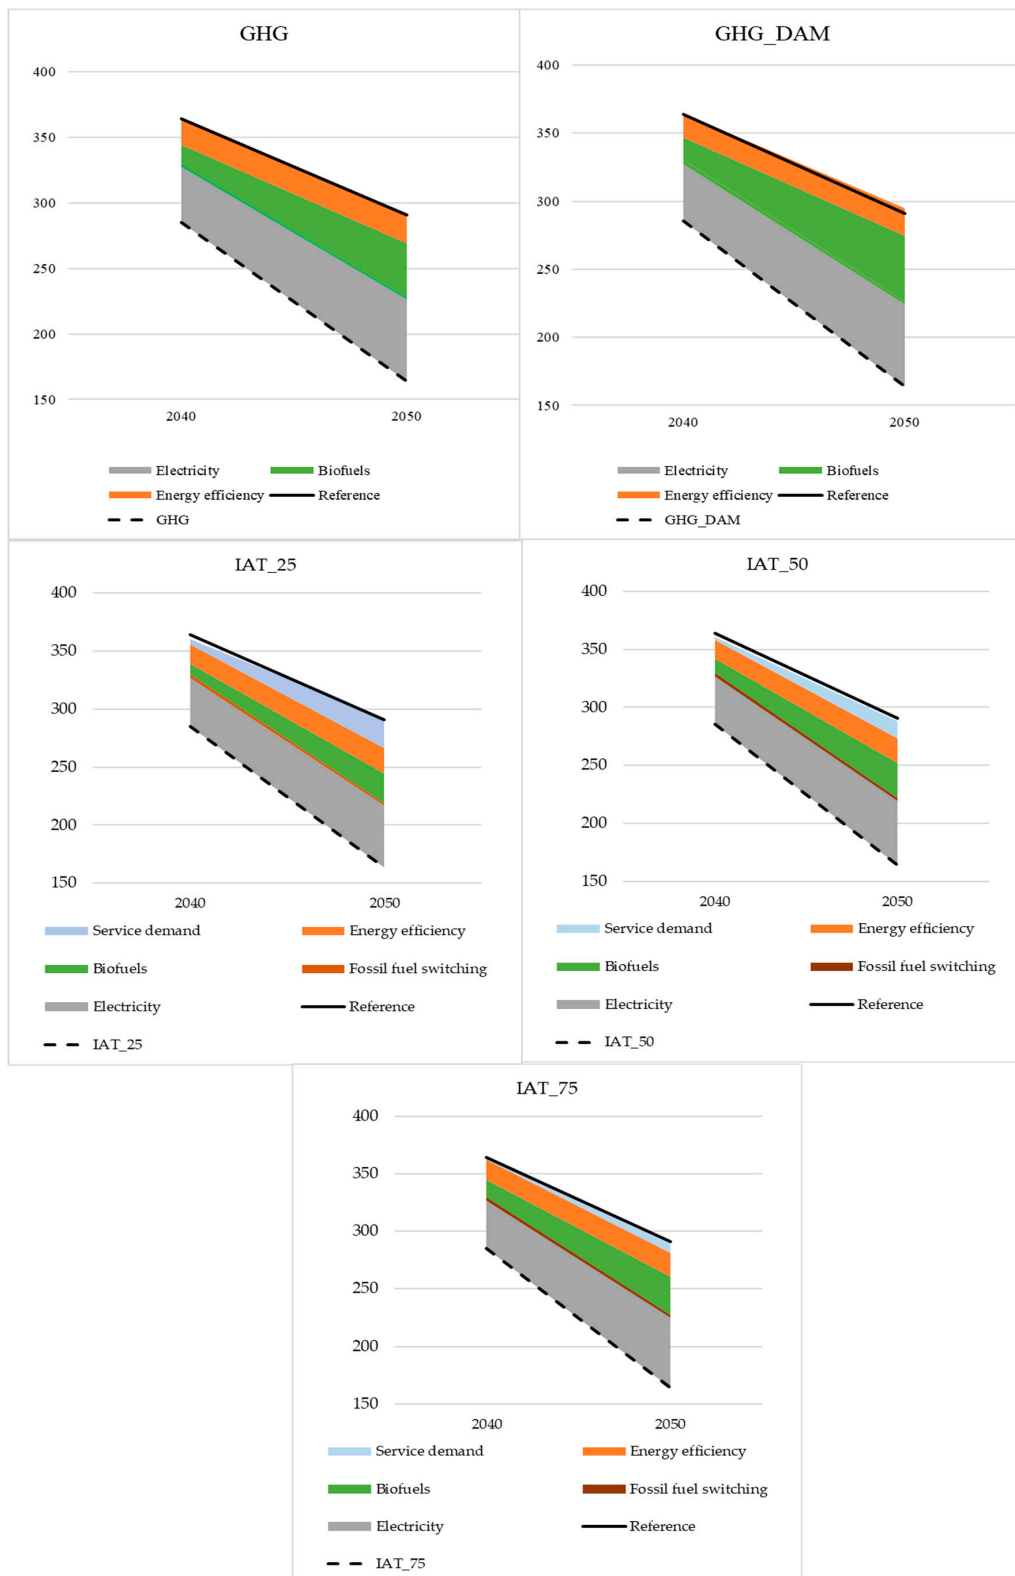 GHG
400
350
300
250
200
150
2040 2050
Electricity Biofuels
Energy efficiency Reference
GHG
GHG_DAM
400
350
300
250
200
150
2040 2050
Electricity Biofuels
Energy efficiency Reference
GHG_DAM
IAT_25
400
350
300
250
200
150
2040 2050
Service demand Energy efficiency
Biofuels Fossil fuel switching
Electricity Reference
IAT_25
IAT_50
400
350
300
250
200
150
2040 2050
Service demand Energy efficiency
Biofuels Fossil fuel switching
Electricity Reference
IAT_50
IAT_75
400
350
300
250
200
150
2040 2050
Service demand Energy efficiency
Biofuels Fossil fuel switching
Electricity Reference
IAT_75